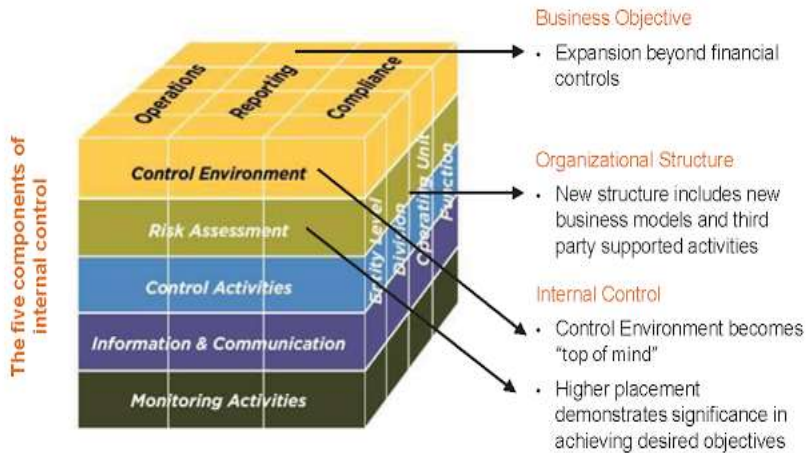 The five components of
internal control
Operations
Reporting
Compliance
Control Environment
Risk Assessment
Control Activities
Information & Communication
Monitoring Activities
Entity Level
Division
Operating Unit
Function
Business Objective
• Expansion beyond financial
controls
Organizational Structure
• New structure includes new
business models and third
party supported activities
Internal Control
• Control Environment becomes
“top of mind”
• Higher placement
demonstrates significance in
achieving desired objectives